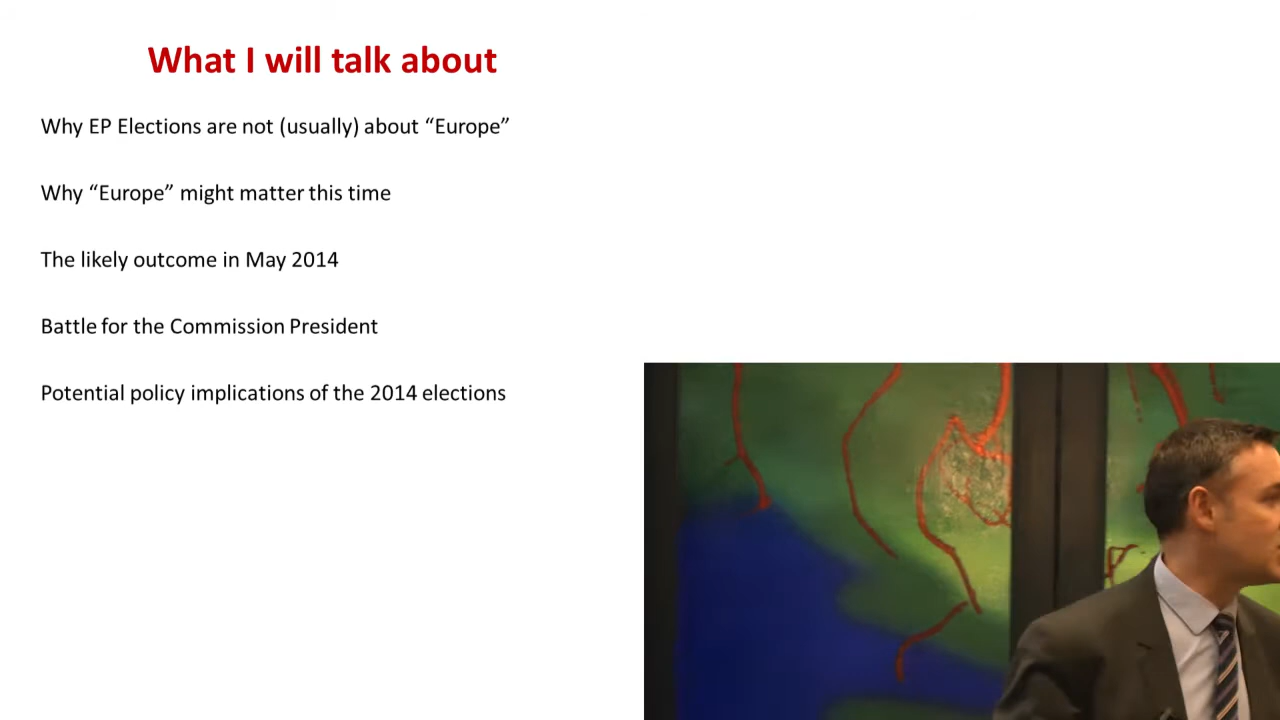 What I will talk about
Why EP Elections are not (usually) about “Europe”
Why “Europe” might matter this time
The likely outcome in May 2014
Battle for the Commission President
Potential policy implications of the 2014 elections